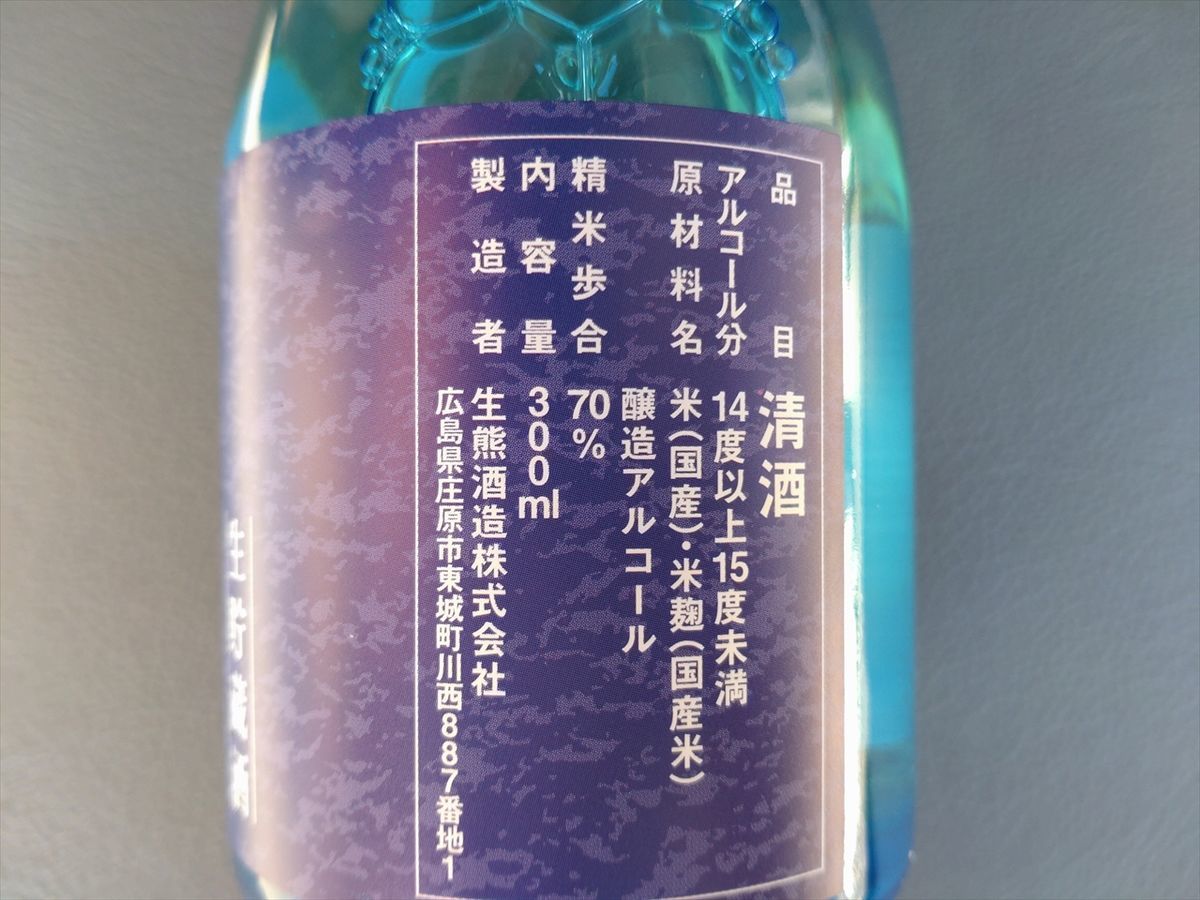 品目 清酒
アルコール分 14度以上15度未満
原材料名 米(国産)・米麹(国産米)
醸造アルコール
精米歩合 70%
内容量 300ml
製造者 生熊酒造株式会社
広島県庄原市東城町川西887番地1
生貯蔵酒